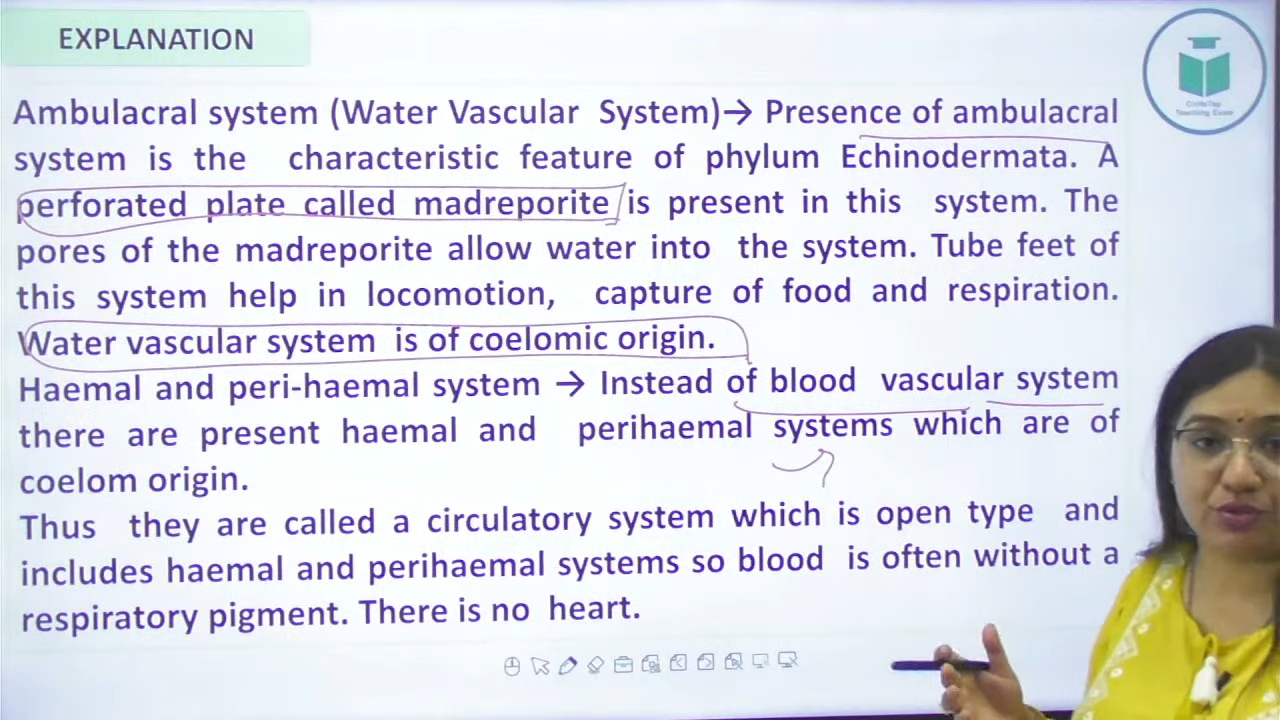 EXPLANATION
Ambulacral system (Water Vascular System)→ Presence of ambulacral
system is the characteristic feature of phylum Echinodermata. A
perforated plate called madreporite is present in this system. The
pores of the madreporite allow water into the system. Tube feet of
this system help in locomotion, capture of food and respiration.
Water vascular system is of coelomic origin.
Haemal and peri-haemal system → Instead of blood vascular system
there are present haemal and perihaemal systems which are of
coelom origin.
Thus they are called a circulatory system which is open type and
includes haemal and perihaemal systems so blood is often without a
respiratory pigment. There is no heart.
Teaching Exam